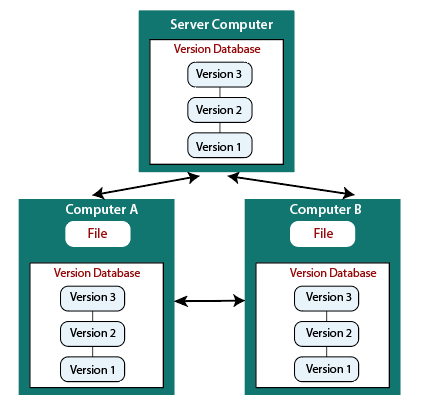 Server Computer
Version Database
Version 3
Version 2
Version 1
Computer A
File
Version Database
Version 3
Version 2
Version 1
Computer B
File
Version Database
Version 3
Version 2
Version 1